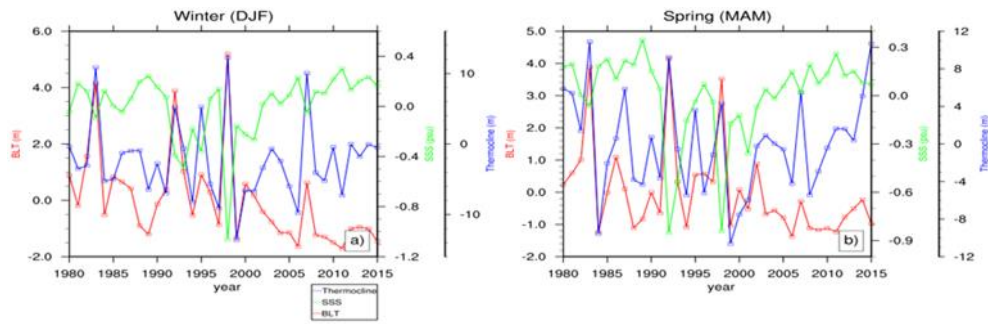 Winter (DJF)
Spring (MAM)
6.0
4.0
2.0
0.0
-2.0
BLT (m)
1980 1985 1990 1995 2000 2005 2010 2015
year
0.4
0.0
-0.4
-0.8
-1.2
SSS (psu)
10
0
-10
Thermocline (m)
a)
Thermocline
SSS
BLT
5.0
4.0
3.0
2.0
1.0
0.0
-1.0
-2.0
BLT (m)
1980 1985 1990 1995 2000 2005 2010 2015
year
0.3
0.0
-0.3
-0.6
-0.9
SSS (psu)
12
8
4
0
-4
-8
-12
Thermocline (m)
b)